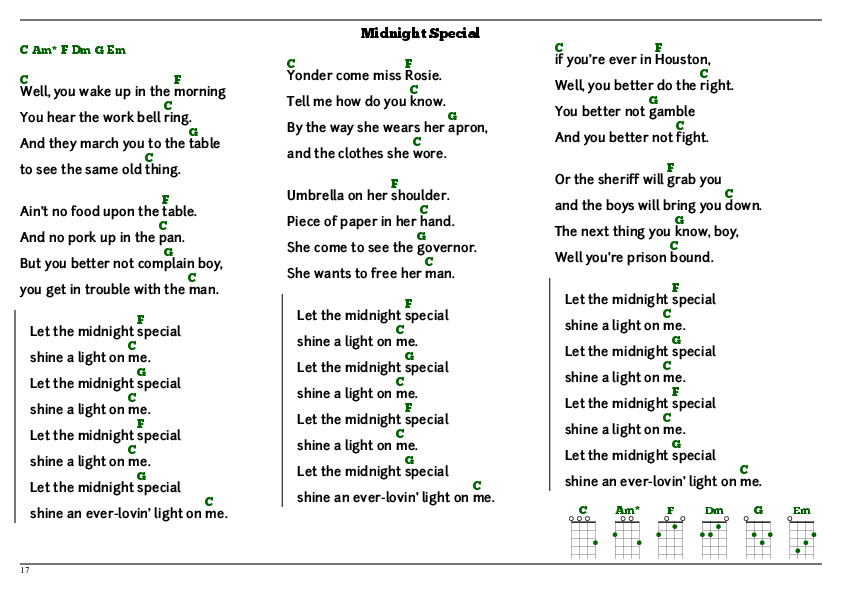 Midnight Special
C Am* F Dm G Em
C F
Well, you wake up in the morning
C
You hear the work bell ring.
G
And they march you to the table
C
to see the same old thing.
F
Ain't no food upon the table.
C
And no pork up in the pan.
G
But you better not complain boy,
C
you get in trouble with the man.
F
Let the midnight special
C
shine a light on me.
G
Let the midnight special
C
shine a light on me.
F
Let the midnight special
C
shine a light on me.
G
Let the midnight special
C
shine an ever-lovin' light on me.
C F
Yonder come miss Rosie.
C
Tell me how do you know.
G
By the way she wears her apron,
C
and the clothes she wore.
F
Umbrella on her shoulder.
C
Piece of paper in her hand.
G
She come to see the governor.
C
She wants to free her man.
F
Let the midnight special
C
shine a light on me.
G
Let the midnight special
C
shine a light on me.
F
Let the midnight special
C
shine a light on me.
G
Let the midnight special
C
shine an ever-lovin' light on me.
C F
if you're ever in Houston,
C
Well, you better do the right.
G
You better not gamble
C
And you better not fight.
F
Or the sheriff will grab you
C
and the boys will bring you down.
G
The next thing you know, boy,
C
Well you're prison bound.
F
Let the midnight special
C
shine a light on me.
G
Let the midnight special
C
shine a light on me.
F
Let the midnight special
C
shine a light on me.
G
Let the midnight special
C
shine an ever-lovin' light on me.
C Am* F Dm G Em
17